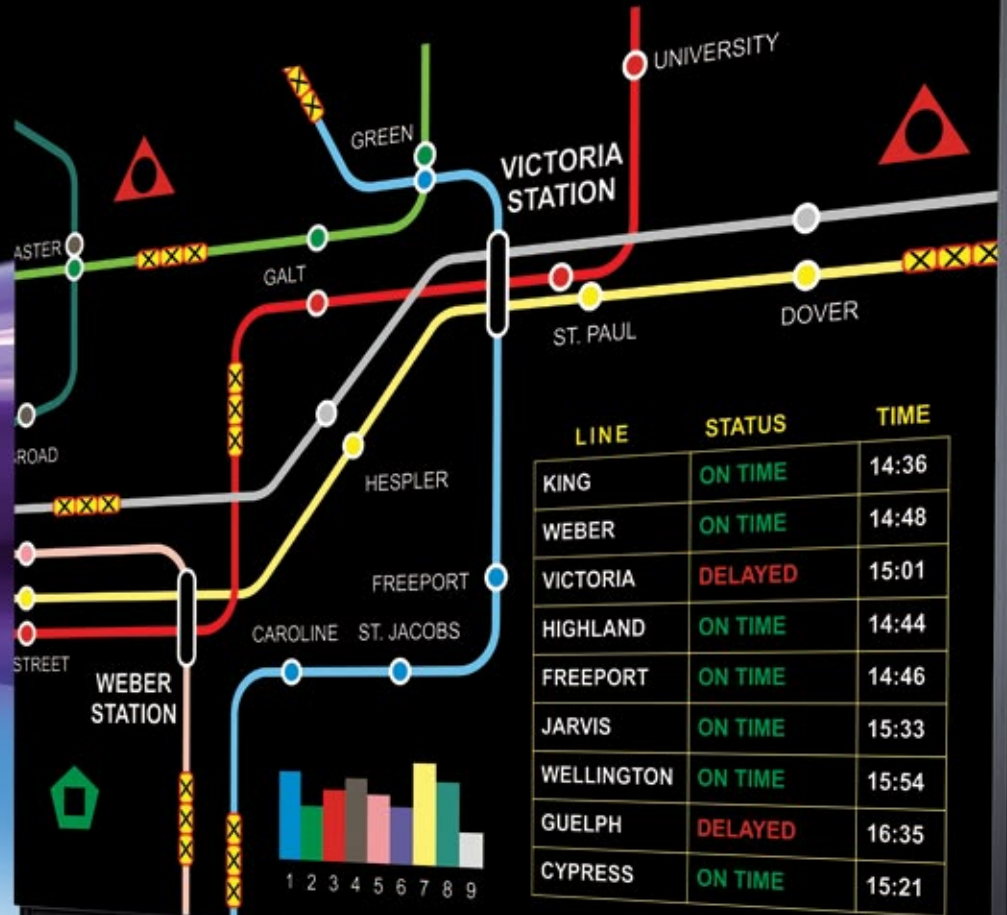 UNIVERSITY
GREEN
VICTORIA
STATION
ASTER
GALT
ST. PAUL
DOVER
ROAD
HESPLER
FREEPORT
CAROLINE ST. JACOBS
STREET
WEBER
STATION
LINE STATUS TIME
KING ON TIME 14:36
WEBER ON TIME 14:48
VICTORIA DELAYED 15:01
HIGHLAND ON TIME 14:44
FREEPORT ON TIME 14:46
JARVIS ON TIME 15:33
WELLINGTON ON TIME 15:54
GUELPH DELAYED 16:35
CYPRESS ON TIME 15:21
1 2 3 4 5 6 7 8 9